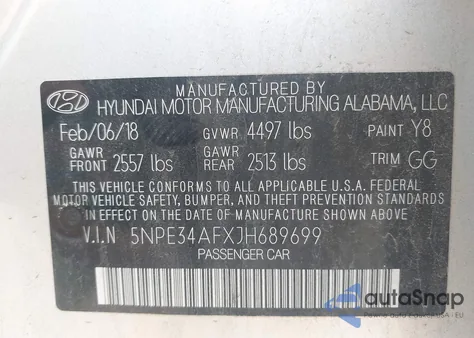 MANUFACTURED BY
HYUNDAI MOTOR MANUFACTURING ALABAMA, LLC
Feb/06/18 GVWR 4497 lbs PAINT Y8
GAWR FRONT 2557 lbs GAWR REAR 2513 lbs TRIM GG
THIS VEHICLE CONFORMS TO ALL APPLICABLE U.S.A. FEDERAL
MOTOR VEHICLE SAFETY, BUMPER, AND THEFT PREVENTION
STANDARDS IN EFFECT ON THE DATE OF MANUFACTURE SHOWN ABOVE.
V.I.N 5NPE34AFXJH689699
PASSENGER CAR
autoSnap